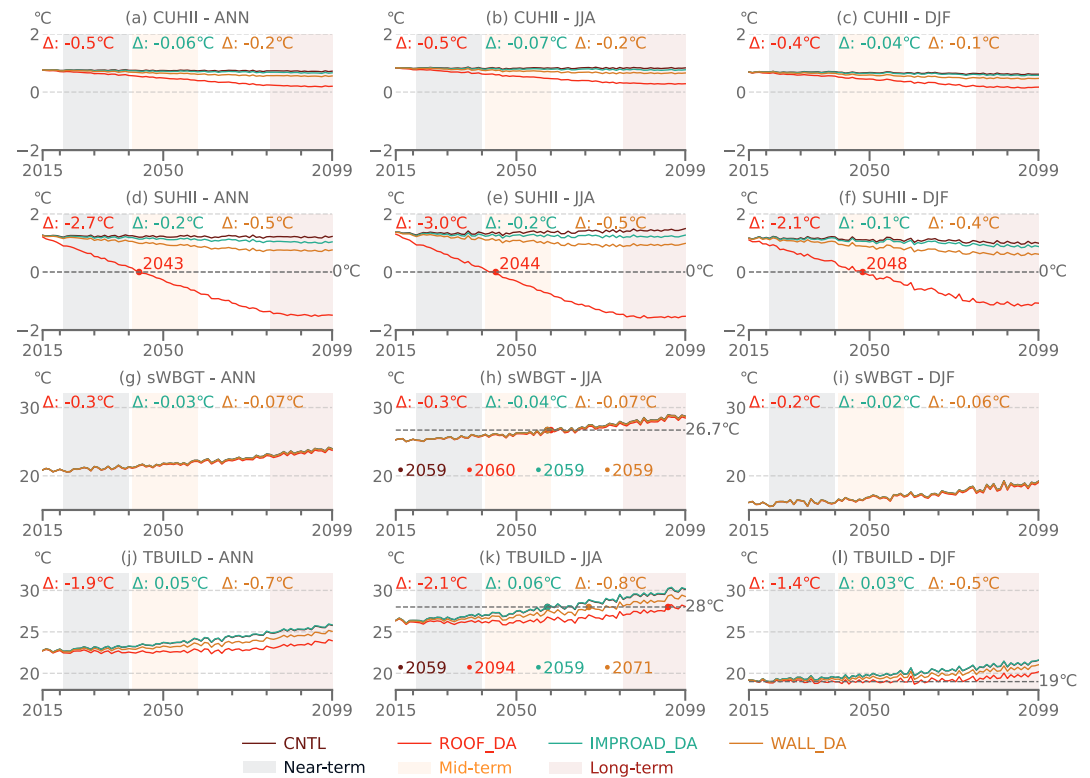 ℃ (a) CUHII - ANN
2
Δ: -0.5℃ Δ: -0.06℃ Δ: -0.2℃
0
−2
2015 2050 2099
℃ (b) CUHII - JJA
2
Δ: -0.5℃ Δ: -0.07℃ Δ: -0.2℃
0
−2
2015 2050 2099
℃ (c) CUHII - DJF
2
Δ: -0.4℃ Δ: -0.04℃ Δ: -0.1℃
0
−2
2015 2050 2099
℃ (d) SUHII - ANN
2
Δ: -2.7℃ Δ: -0.2℃ Δ: -0.5℃
2043
0 0℃
−2
2015 2050 2099
℃ (e) SUHII - JJA
2
Δ: -3.0℃ Δ: -0.2℃ Δ: -0.5℃
2044
0 0℃
−2
2015 2050 2099
℃ (f) SUHII - DJF
2
Δ: -2.1℃ Δ: -0.1℃ Δ: -0.4℃
2048
0 0℃
−2
2015 2050 2099
℃ (g) sWBGT - ANN
30
Δ: -0.3℃ Δ: -0.03℃ Δ: -0.07℃
20
2015 2050 2099
℃ (h) sWBGT - JJA
30
Δ: -0.3℃ Δ: -0.04℃ Δ: -0.07℃
26.7℃
2059 2060 2059 2059
20
2015 2050 2099
℃ (i) sWBGT - DJF
30
Δ: -0.2℃ Δ: -0.02℃ Δ: -0.06℃
20
2015 2050 2099
℃ (j) TBUILD - ANN
30
Δ: -1.9℃ Δ: 0.05℃ Δ: -0.7℃
25
20
2015 2050 2099
℃ (k) TBUILD - JJA
30
Δ: -2.1℃ Δ: 0.06℃ Δ: -0.8℃
28℃
25
2059 2094 2059 2071
20
2015 2050 2099
℃ (l) TBUILD - DJF
30
Δ: -1.4℃ Δ: 0.03℃ Δ: -0.5℃
25
20
19℃
2015 2050 2099
CNTL ROOF_DA IMPROAD_DA WALL_DA
Near-term Mid-term Long-term